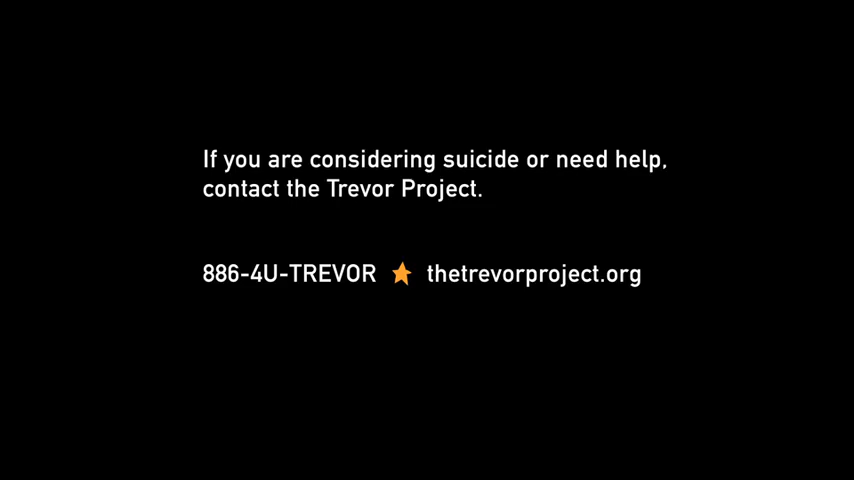 If you are considering suicide or need help,
contact the Trevor Project.
886-4U-TREVOR ★ thetrevorproject.org